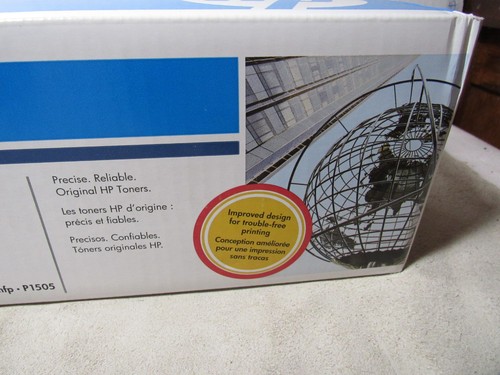 Precise. Reliable.
Original HP Toners.
Les toners HP d'origine :
précis et fiables.
Precisos. Confiables.
Tóners originales HP.
Improved design
for trouble-free
printing
Conception améliorée
pour une impression
sans tracas
mfp • P1505